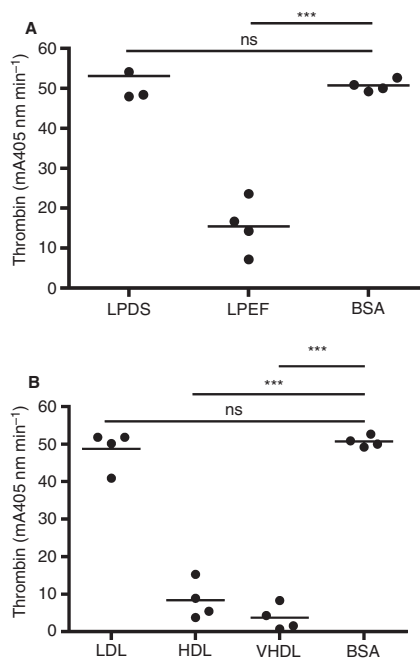 A
***
ns
60
50
40
30
20
10
0
Thrombin (mA405 nm min⁻¹)
LPDS LPEF BSA
***
B
***
ns
60
50
40
30
20
10
0
Thrombin (mA405 nm min⁻¹)
LDL HDL VHDL BSA